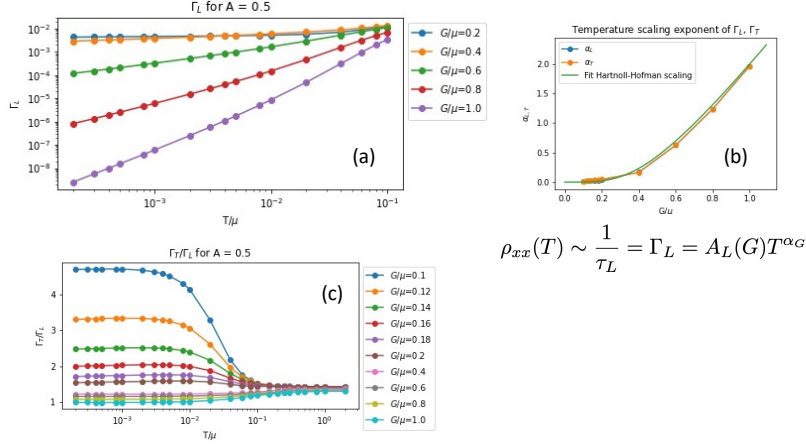 Γ_L for A = 0.5
10⁻²
10⁻³
10⁻⁴
10⁻⁵
10⁻⁶
10⁻⁷
10⁻⁸
Γ_L
10⁻³
10⁻²
10⁻¹
T/μ
(a)
G/μ=0.2
G/μ=0.4
G/μ=0.6
G/μ=0.8
G/μ=1.0
Temperature scaling exponent of Γ_L, Γ_T
α_L
α_T
Fit Hartnoll-Hofman scaling
2.0
1.5
1.0
0.5
0.0
α_{L,T}
0.0 0.2 0.4 0.6 0.8 1.0
G/μ
(b)
ρ_{xx}(T) ∼ 1/τ_L = Γ_L = A_L(G)T^{α_G}
Γ_T/Γ_L for A = 0.5
4
3
2
1
Γ_T/Γ_L
10⁻³
10⁻²
10⁻¹
10⁰
T/μ
(c)
G/μ=0.1
G/μ=0.12
G/μ=0.14
G/μ=0.16
G/μ=0.18
G/μ=0.2
G/μ=0.4
G/μ=0.6
G/μ=0.8
G/μ=1.0